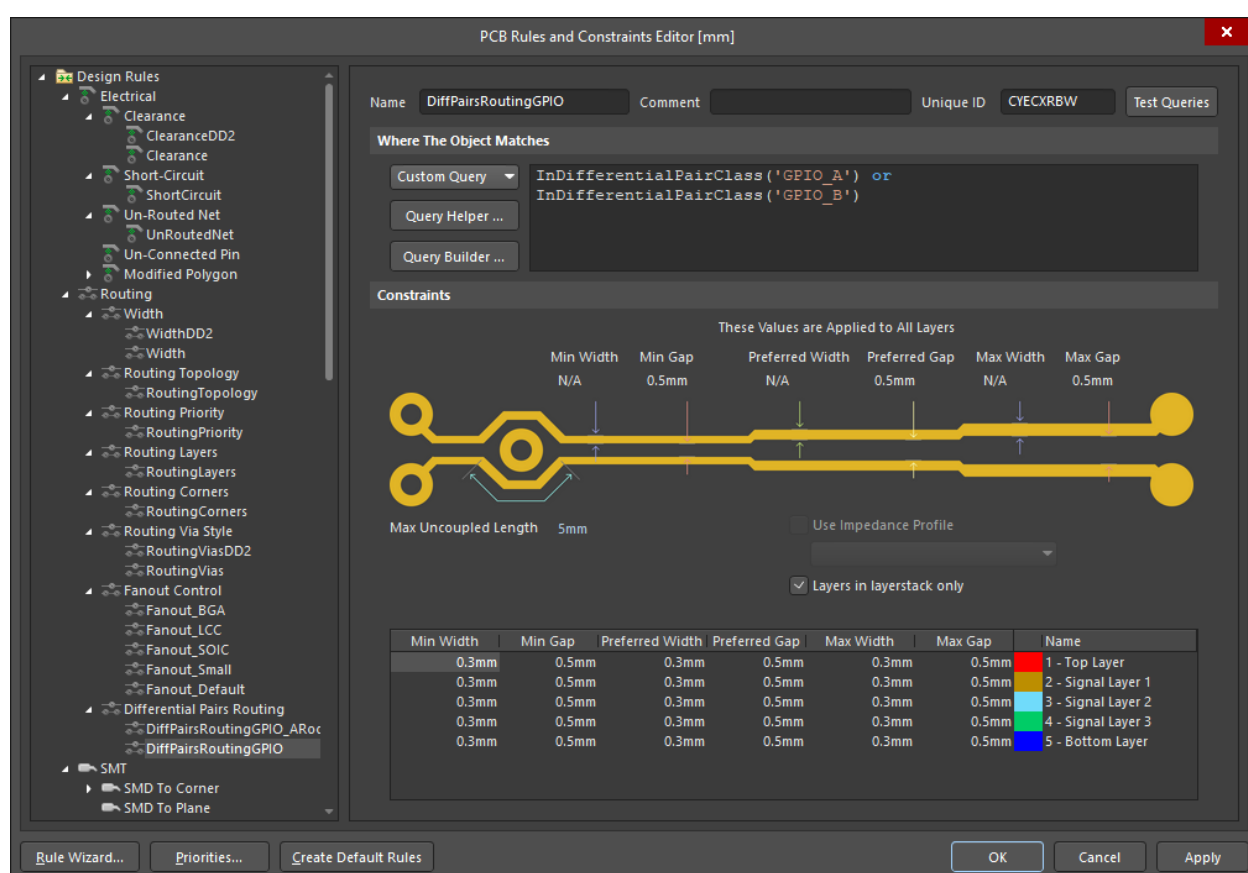 PCB Rules and Constraints Editor [mm]
Design Rules
Electrical
Clearance
ClearanceDD2
Clearance
Short-Circuit
ShortCircuit
Un-Routed Net
UnRoutedNet
Un-Connected Pin
Modified Polygon
Routing
Width
WidthDD2
Width
Routing Topology
RoutingTopology
Routing Priority
RoutingPriority
Routing Layers
RoutingLayers
Routing Corners
RoutingCorners
Routing Via Style
RoutingViasDD2
RoutingVias
Fanout Control
Fanout_BGA
Fanout_LCC
Fanout_SOIC
Fanout_Small
Fanout_Default
Differential Pairs Routing
DiffPairsRoutingGPIO_ARoc
DiffPairsRoutingGPIO
SMT
SMD To Corner
SMD To Plane
Name DiffPairsRoutingGPIO Comment Unique ID CYECXRBW Test Queries
Where The Object Matches
Custom Query InDifferentialPairClass('GPIO_A') or
InDifferentialPairClass('GPIO_B')
Query Helper ...
Query Builder ...
Constraints
These Values are Applied to All Layers
Min Width Min Gap Preferred Width Preferred Gap Max Width Max Gap
N/A 0.5mm N/A 0.5mm N/A 0.5mm
Max Uncoupled Length 5mm
Use Impedance Profile
Layers in layerstack only
Min Width Min Gap Preferred Width Preferred Gap Max Width Max Gap Name
0.3mm 0.5mm 0.3mm 0.5mm 0.3mm 0.5mm 1 - Top Layer
0.3mm 0.5mm 0.3mm 0.5mm 0.3mm 0.5mm 2 - Signal Layer 1
0.3mm 0.5mm 0.3mm 0.5mm 0.3mm 0.5mm 3 - Signal Layer 2
0.3mm 0.5mm 0.3mm 0.5mm 0.3mm 0.5mm 4 - Signal Layer 3
0.3mm 0.5mm 0.3mm 0.5mm 0.3mm 0.5mm 5 - Bottom Layer
Rule Wizard... Priorities... Create Default Rules OK Cancel Apply